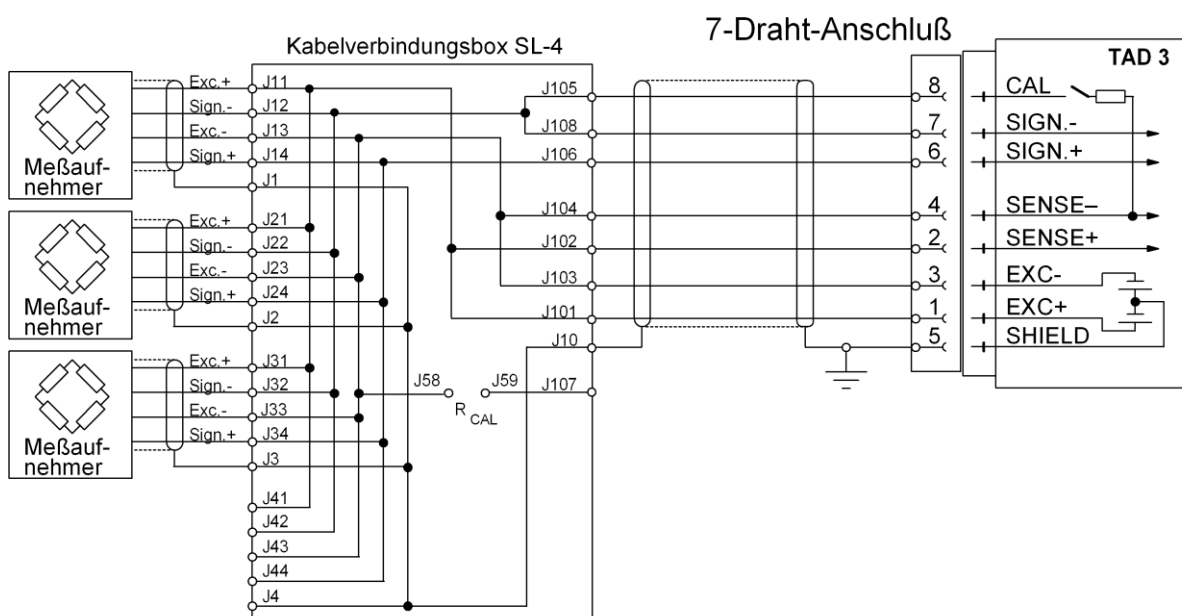 7-Draht-Anschluß
Kabelverbindungsbox SL-4
TAD 3
Meßauf-
nehmer
Exc.+
Sign.-
Exc.-
Sign.+
J11
J12
J13
J14
J1
Meßauf-
nehmer
Exc.+
Sign.-
Exc.-
Sign.+
J21
J22
J23
J24
J2
Meßauf-
nehmer
Exc.+
Sign.-
Exc.-
Sign.+
J31
J32
J33
J34
J3
J41
J42
J43
J44
J4
J58
J59
R CAL
J105
J108
J106
J104
J102
J103
J101
J10
J107
8
7
6
4
2
3
1
5
CAL
SIGN.-
SIGN.+
SENSE–
SENSE+
EXC-
EXC+
SHIELD